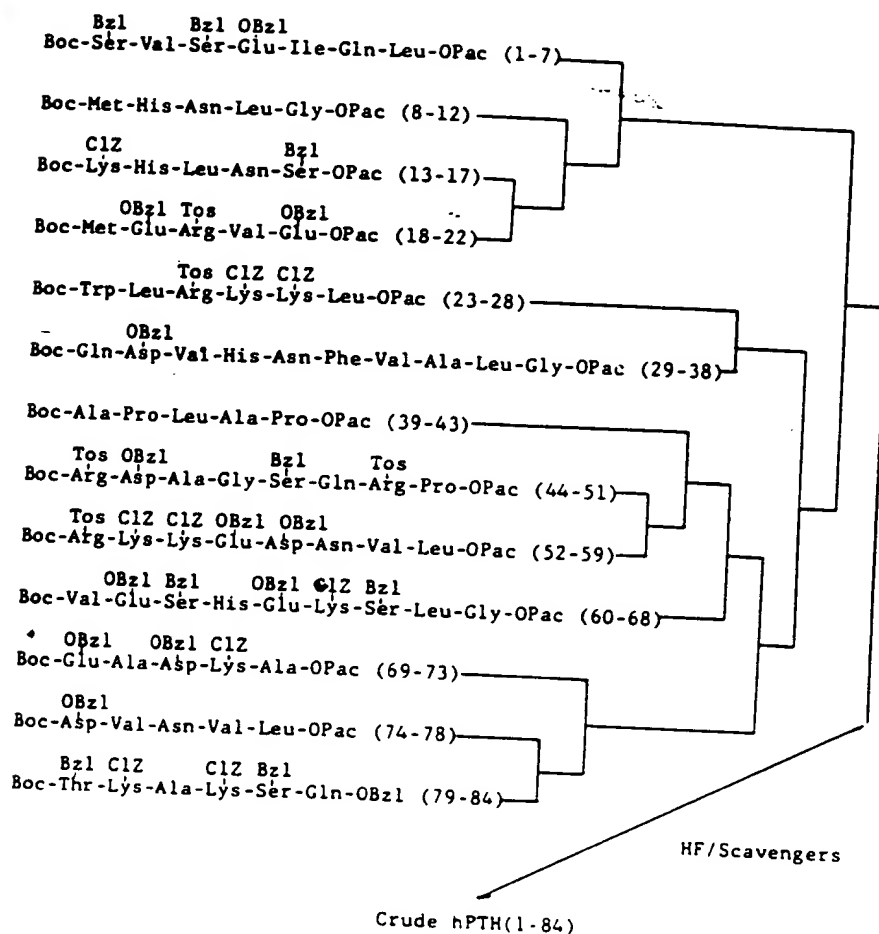 Bzl Bzl OBzl
Boc-Ser-Val-Ser-Glu-Ile-Gln-Leu-OPac (1-7)
Boc-Met-His-Asn-Leu-Gly-OPac (8-12)
ClZ Bzl
Boc-Lys-His-Leu-Asn-Ser-OPac (13-17)
OBzl Tos OBzl
Boc-Met-Glu-Arg-Val-Glu-OPac (18-22)
Tos ClZ ClZ
Boc-Trp-Leu-Arg-Lys-Lys-Leu-OPac (23-28)
OBzl
Boc-Gln-Asp-Val-His-Asn-Phe-Val-Ala-Leu-Gly-OPac (29-38)
Boc-Ala-Pro-Leu-Ala-Pro-OPac (39-43)
Tos OBzl Bzl Tos
Boc-Arg-Asp-Ala-Gly-Ser-Gln-Arg-Pro-OPac (44-51)
Tos ClZ ClZ OBzl OBzl
Boc-Arg-Lys-Lys-Glu-Asp-Asn-Val-Leu-OPac (52-59)
OBzl Bzl OBzl ClZ Bzl
Boc-Val-Glu-Ser-His-Glu-Lys-Ser-Leu-Gly-OPac (60-68)
OBzl OBzl ClZ
Boc-Glu-Ala-Asp-Lys-Ala-OPac (69-73)
OBzl
Boc-Asp-Val-Asn-Val-Leu-OPac (74-78)
Bzl ClZ ClZ Bzl
Boc-Thr-Lys-Ala-Lys-Ser-Gln-OBzl (79-84)
HF/Scavengers
Crude hPTH(1-84)